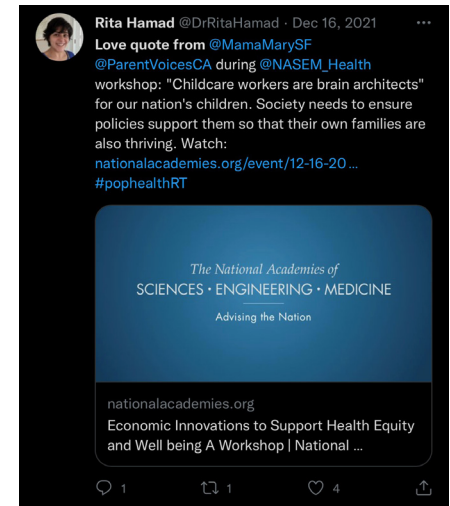 Rita Hamad @DrRitaHamad · Dec 16, 2021 ···
Love quote from @MamaMarySF
@ParentVoicesCA during @NASEM_Health
workshop: "Childcare workers are brain architects"
for our nation's children. Society needs to ensure
policies support them so that their own families are
also thriving. Watch:
nationalacademies.org/event/12-16-20…
#pophealthRT
The National Academies of
SCIENCES · ENGINEERING · MEDICINE
Advising the Nation
nationalacademies.org
Economic Innovations to Support Health Equity
and Well being A Workshop | National ...
1 1 4